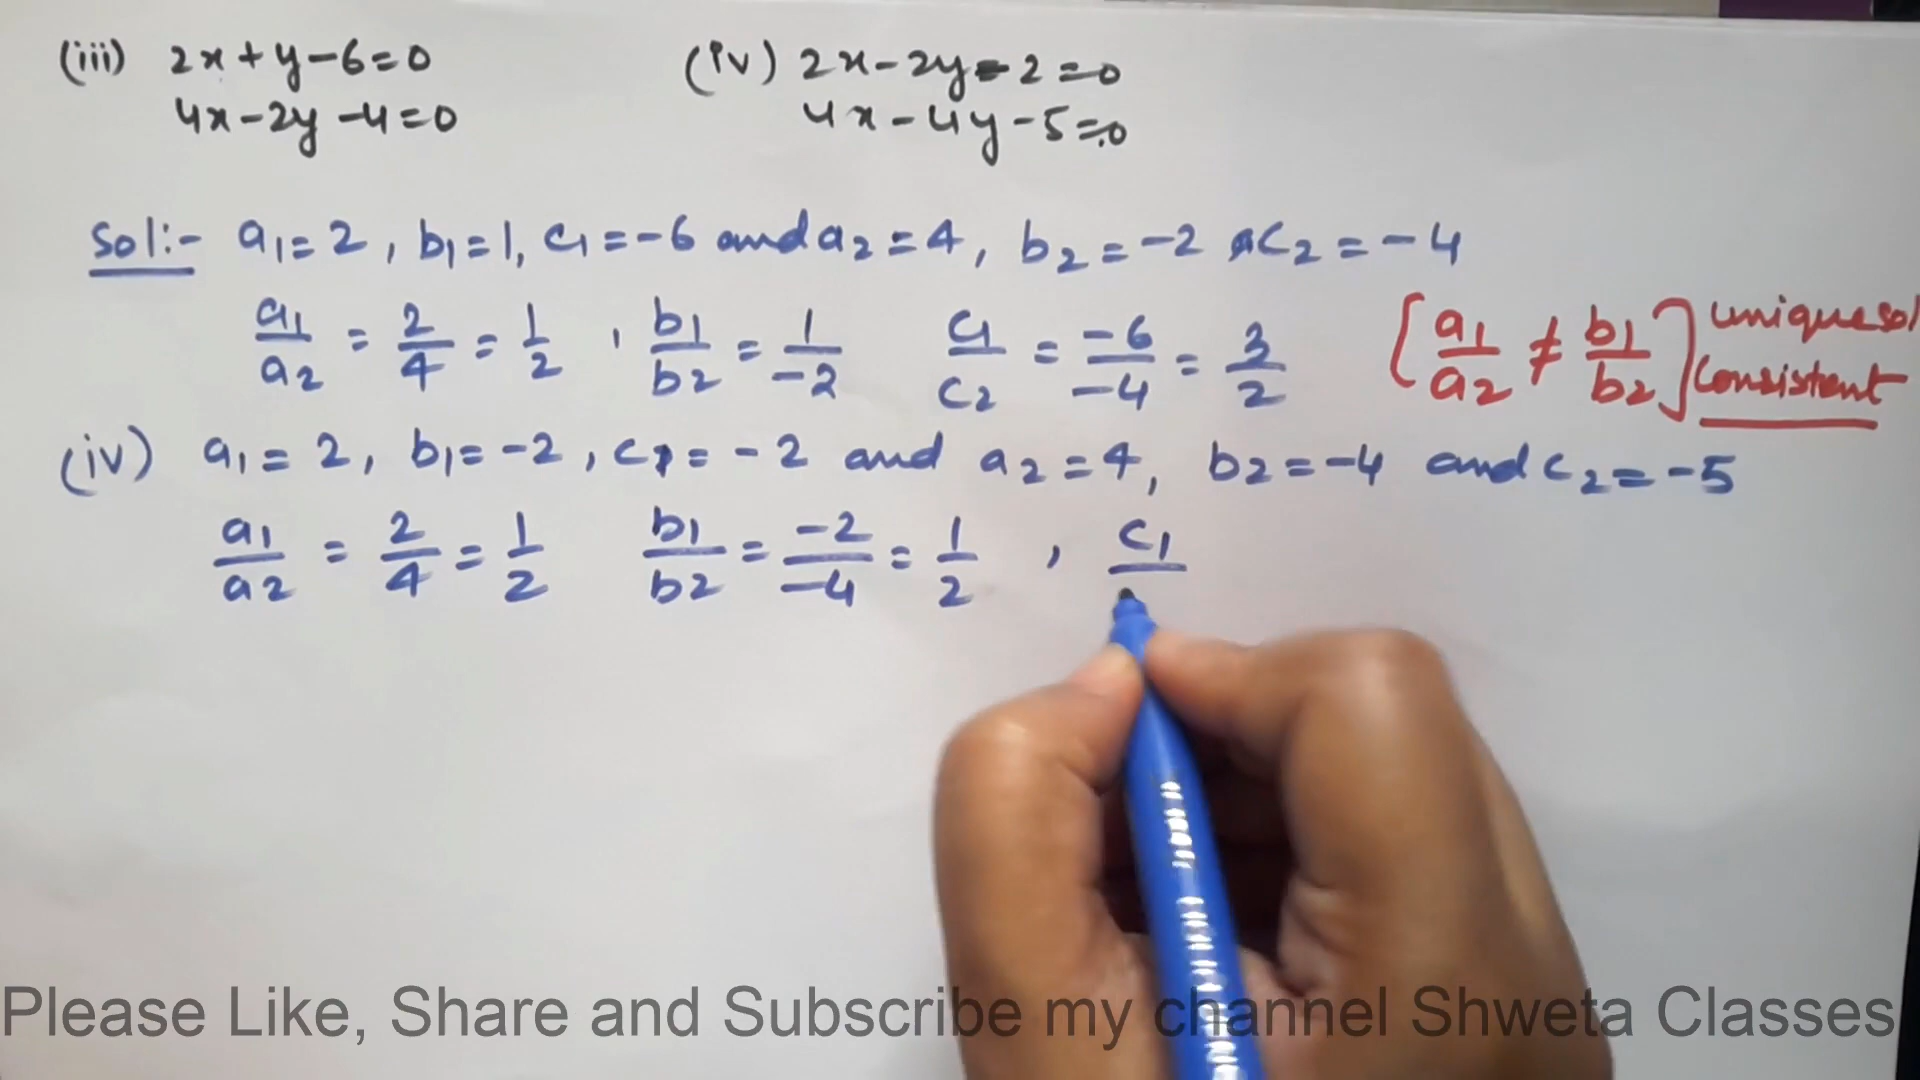 (iii) 2x+y-6=0 (iv) 2x-2y-2=0
4x-2y-4=0 4x-4y-5=0
Sol:- a1=2, b1=1, c1=-6 and a2=4, b2=-2 c2=-4
a1/a2 = 2/4 = 1/2, b1/b2 = 1/-2 c1/c2 = -6/-4 = 3/2 [a1/a2 ≠ b1/b2] unique sol
consistent
(iv) a1=2, b1=-2, c1=-2 and a2=4, b2=-4 and c2=-5
a1/a2 = 2/4 = 1/2 b1/b2 = -2/-4 = 1/2, c1/
Please Like, Share and Subscribe my channel Shweta Classes